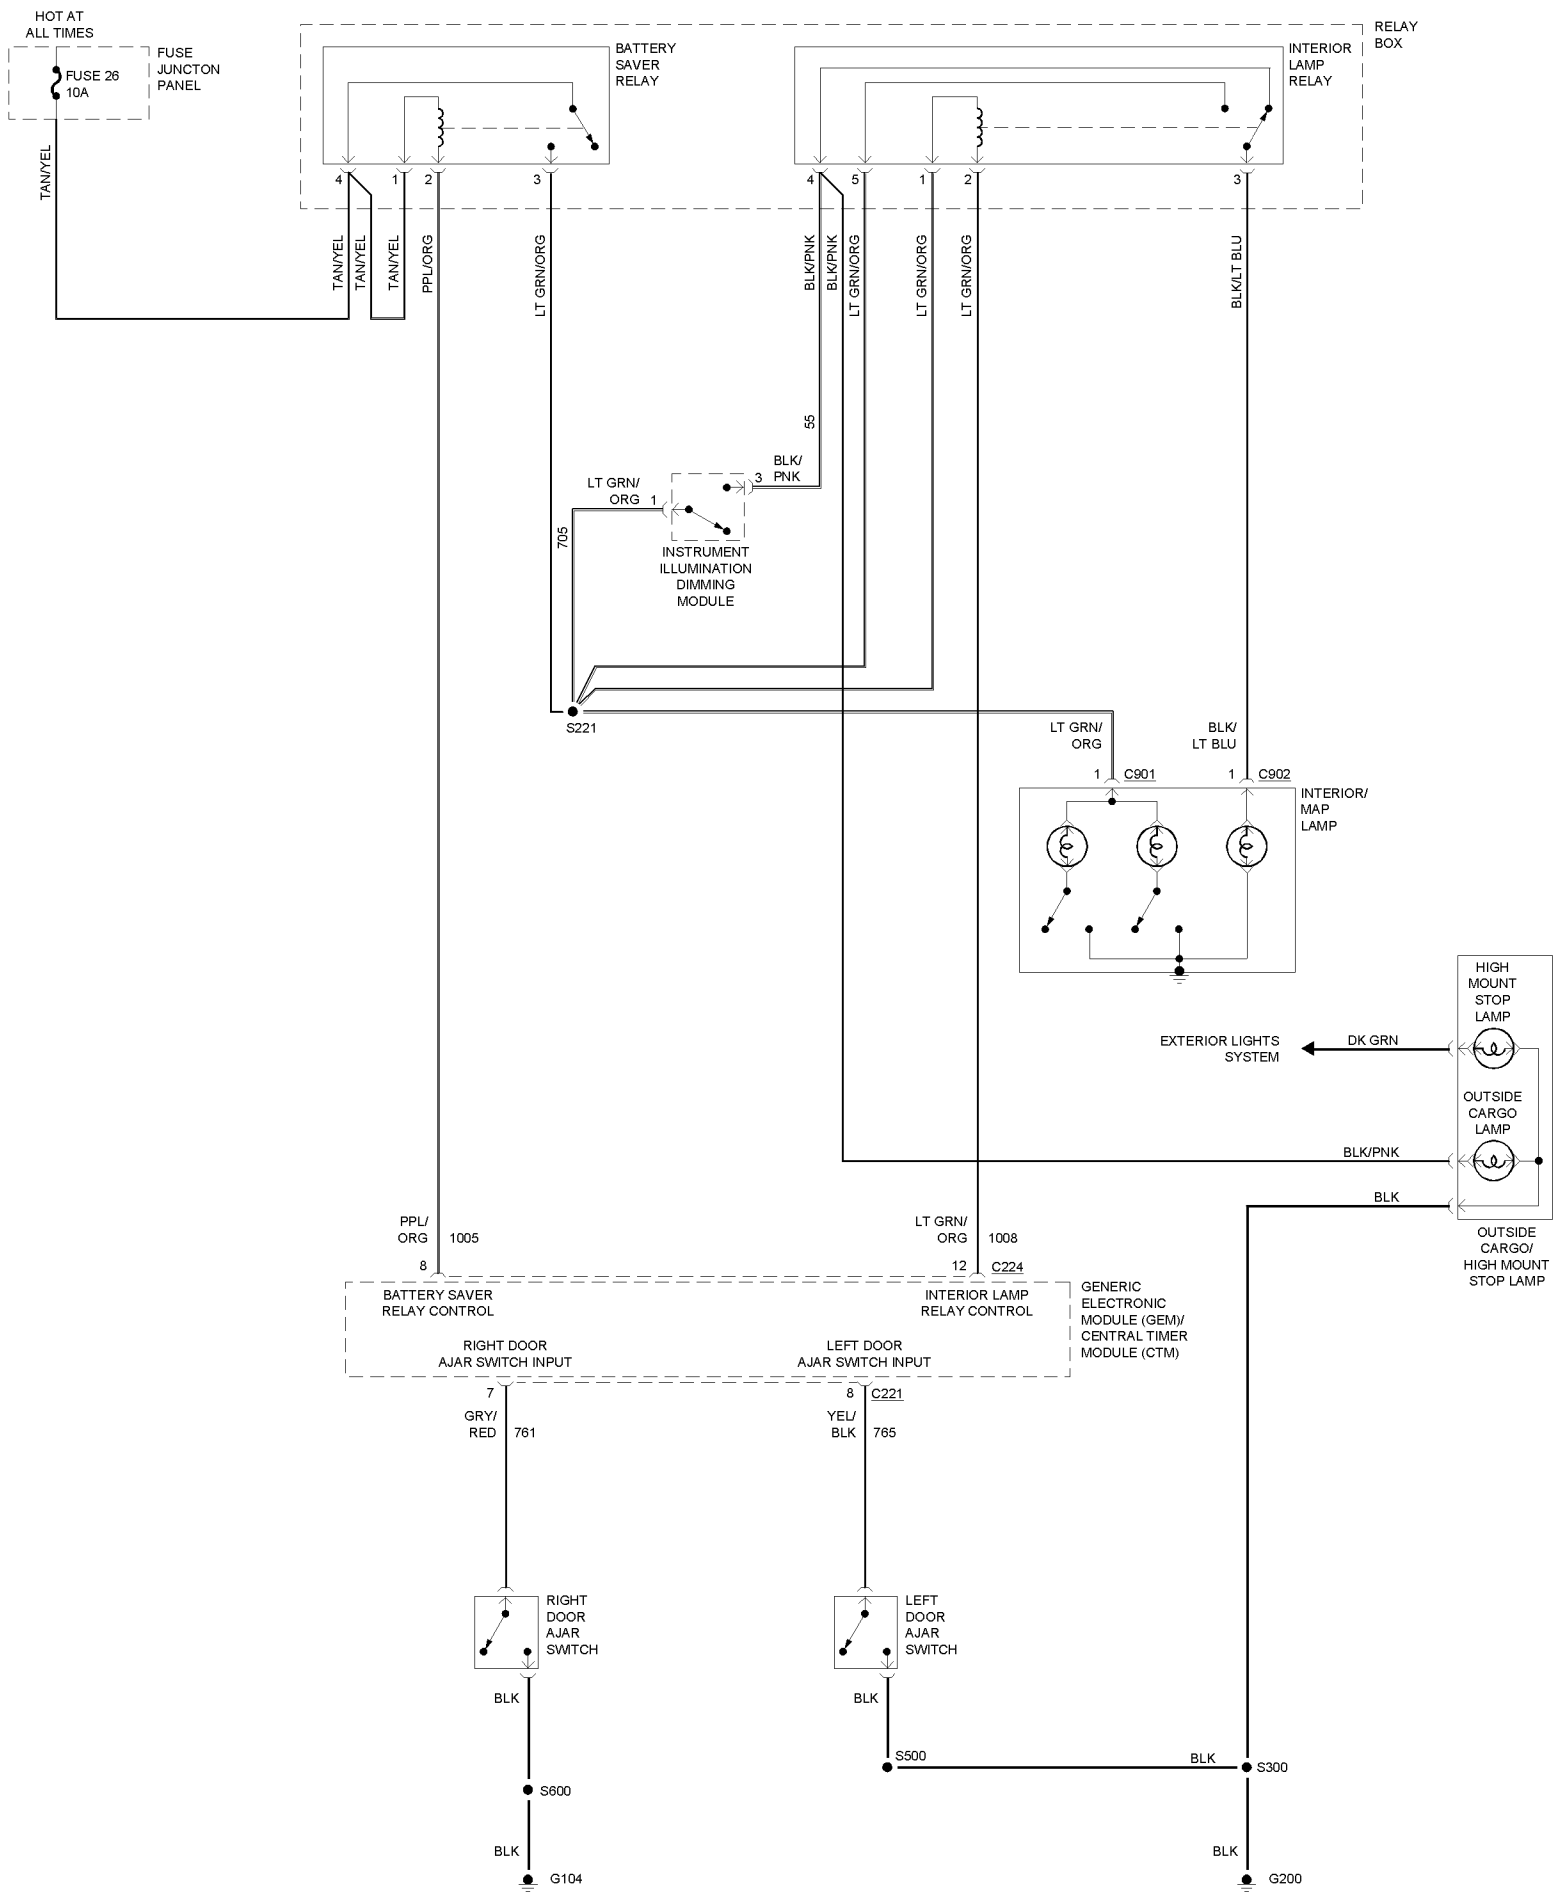 HOT AT
ALL TIMES
FUSE
JUNCTON
PANEL
FUSE 26
10A
TAN/YEL
RELAY
BOX
BATTERY
SAVER
RELAY
INTERIOR
LAMP
RELAY
4
1
2
3
4
5
1
2
3
TAN/YEL
TAN/YEL
TAN/YEL
PPL/ORG
LT GRN/ORG
BLK/PNK
BLK/PNK
LT GRN/ORG
LT GRN/ORG
LT GRN/ORG
BLK/LT BLU
55
BLK/
PNK
3
LT GRN/
ORG
1
705
INSTRUMENT
ILLUMINATION
DIMMING
MODULE
S221
LT GRN/
ORG
BLK/
LT BLU
1
C901
1
C902
INTERIOR/
MAP
LAMP
HIGH
MOUNT
STOP
LAMP
EXTERIOR LIGHTS
SYSTEM
DK GRN
OUTSIDE
CARGO
LAMP
BLK/PNK
BLK
OUTSIDE
CARGO/
HIGH MOUNT
STOP LAMP
PPL/
ORG
1005
LT GRN/
ORG
1008
8
12
C224
BATTERY SAVER
RELAY CONTROL
INTERIOR LAMP
RELAY CONTROL
RIGHT DOOR
AJAR SWITCH INPUT
LEFT DOOR
AJAR SWITCH INPUT
GENERIC
ELECTRONIC
MODULE (GEM)/
CENTRAL TIMER
MODULE (CTM)
7
8
C221
GRY/
RED
761
YEL/
BLK
765
RIGHT
DOOR
AJAR
SWITCH
LEFT
DOOR
AJAR
SWITCH
BLK
BLK
S500
BLK
S300
S600
BLK
BLK
G104
G200